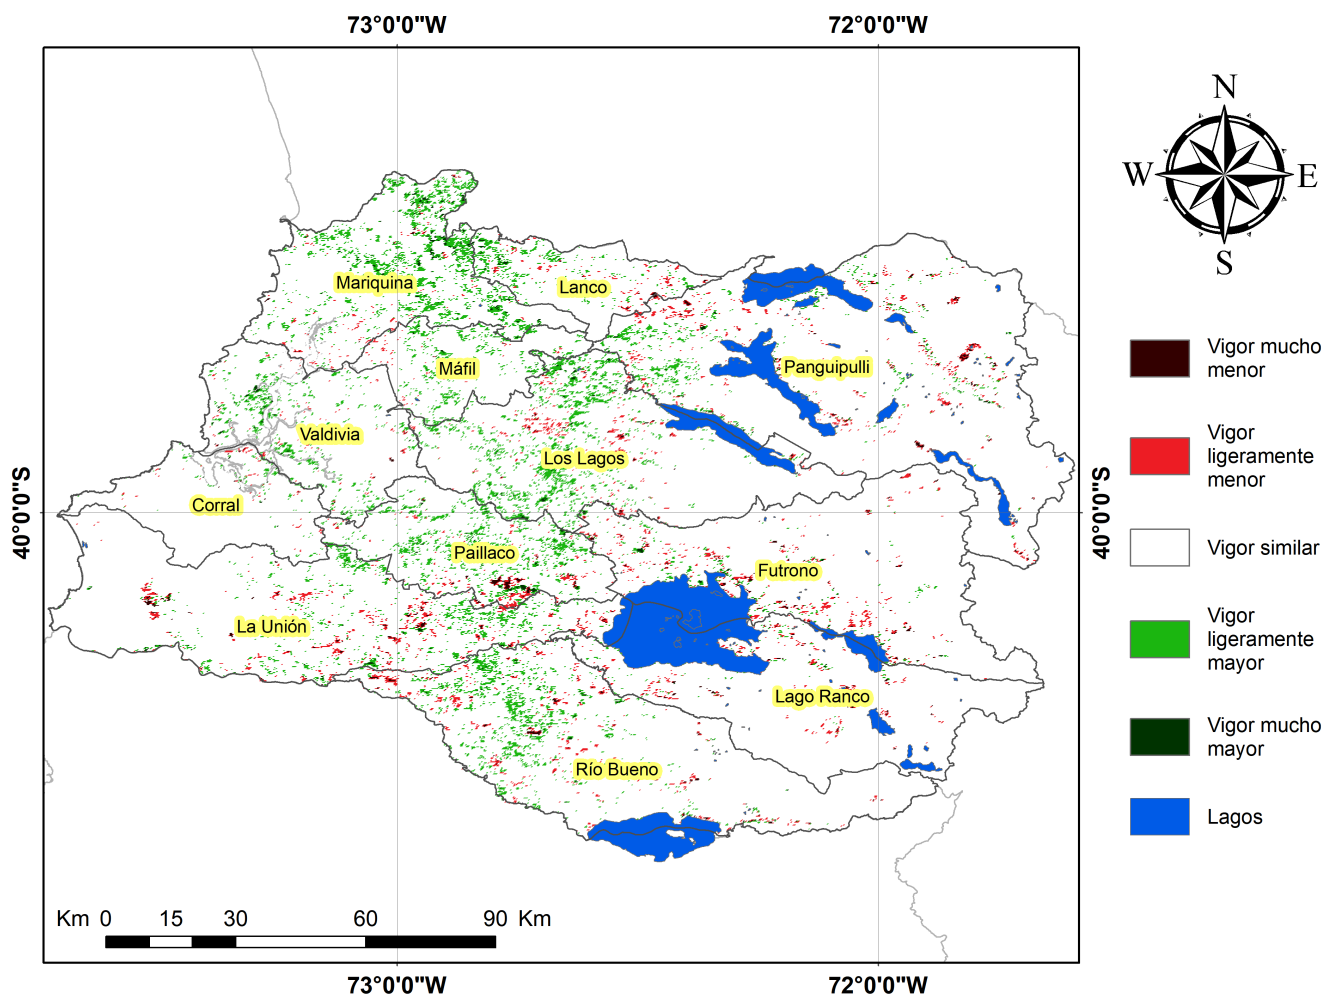 73°0'0"W 72°0'0"W
N
W E
S
Mariquina
Lanco
Máfil
Panguipulli
Valdivia
Los Lagos
Corral
Paillaco
Futrono
La Unión
Lago Ranco
Río Bueno
40°0'0"S
40°0'0"S
Vigor mucho
menor
Vigor
ligeramente
menor
Vigor similar
Vigor
ligeramente
mayor
Vigor mucho
mayor
Lagos
Km 0 15 30 60 90 Km
73°0'0"W 72°0'0"W